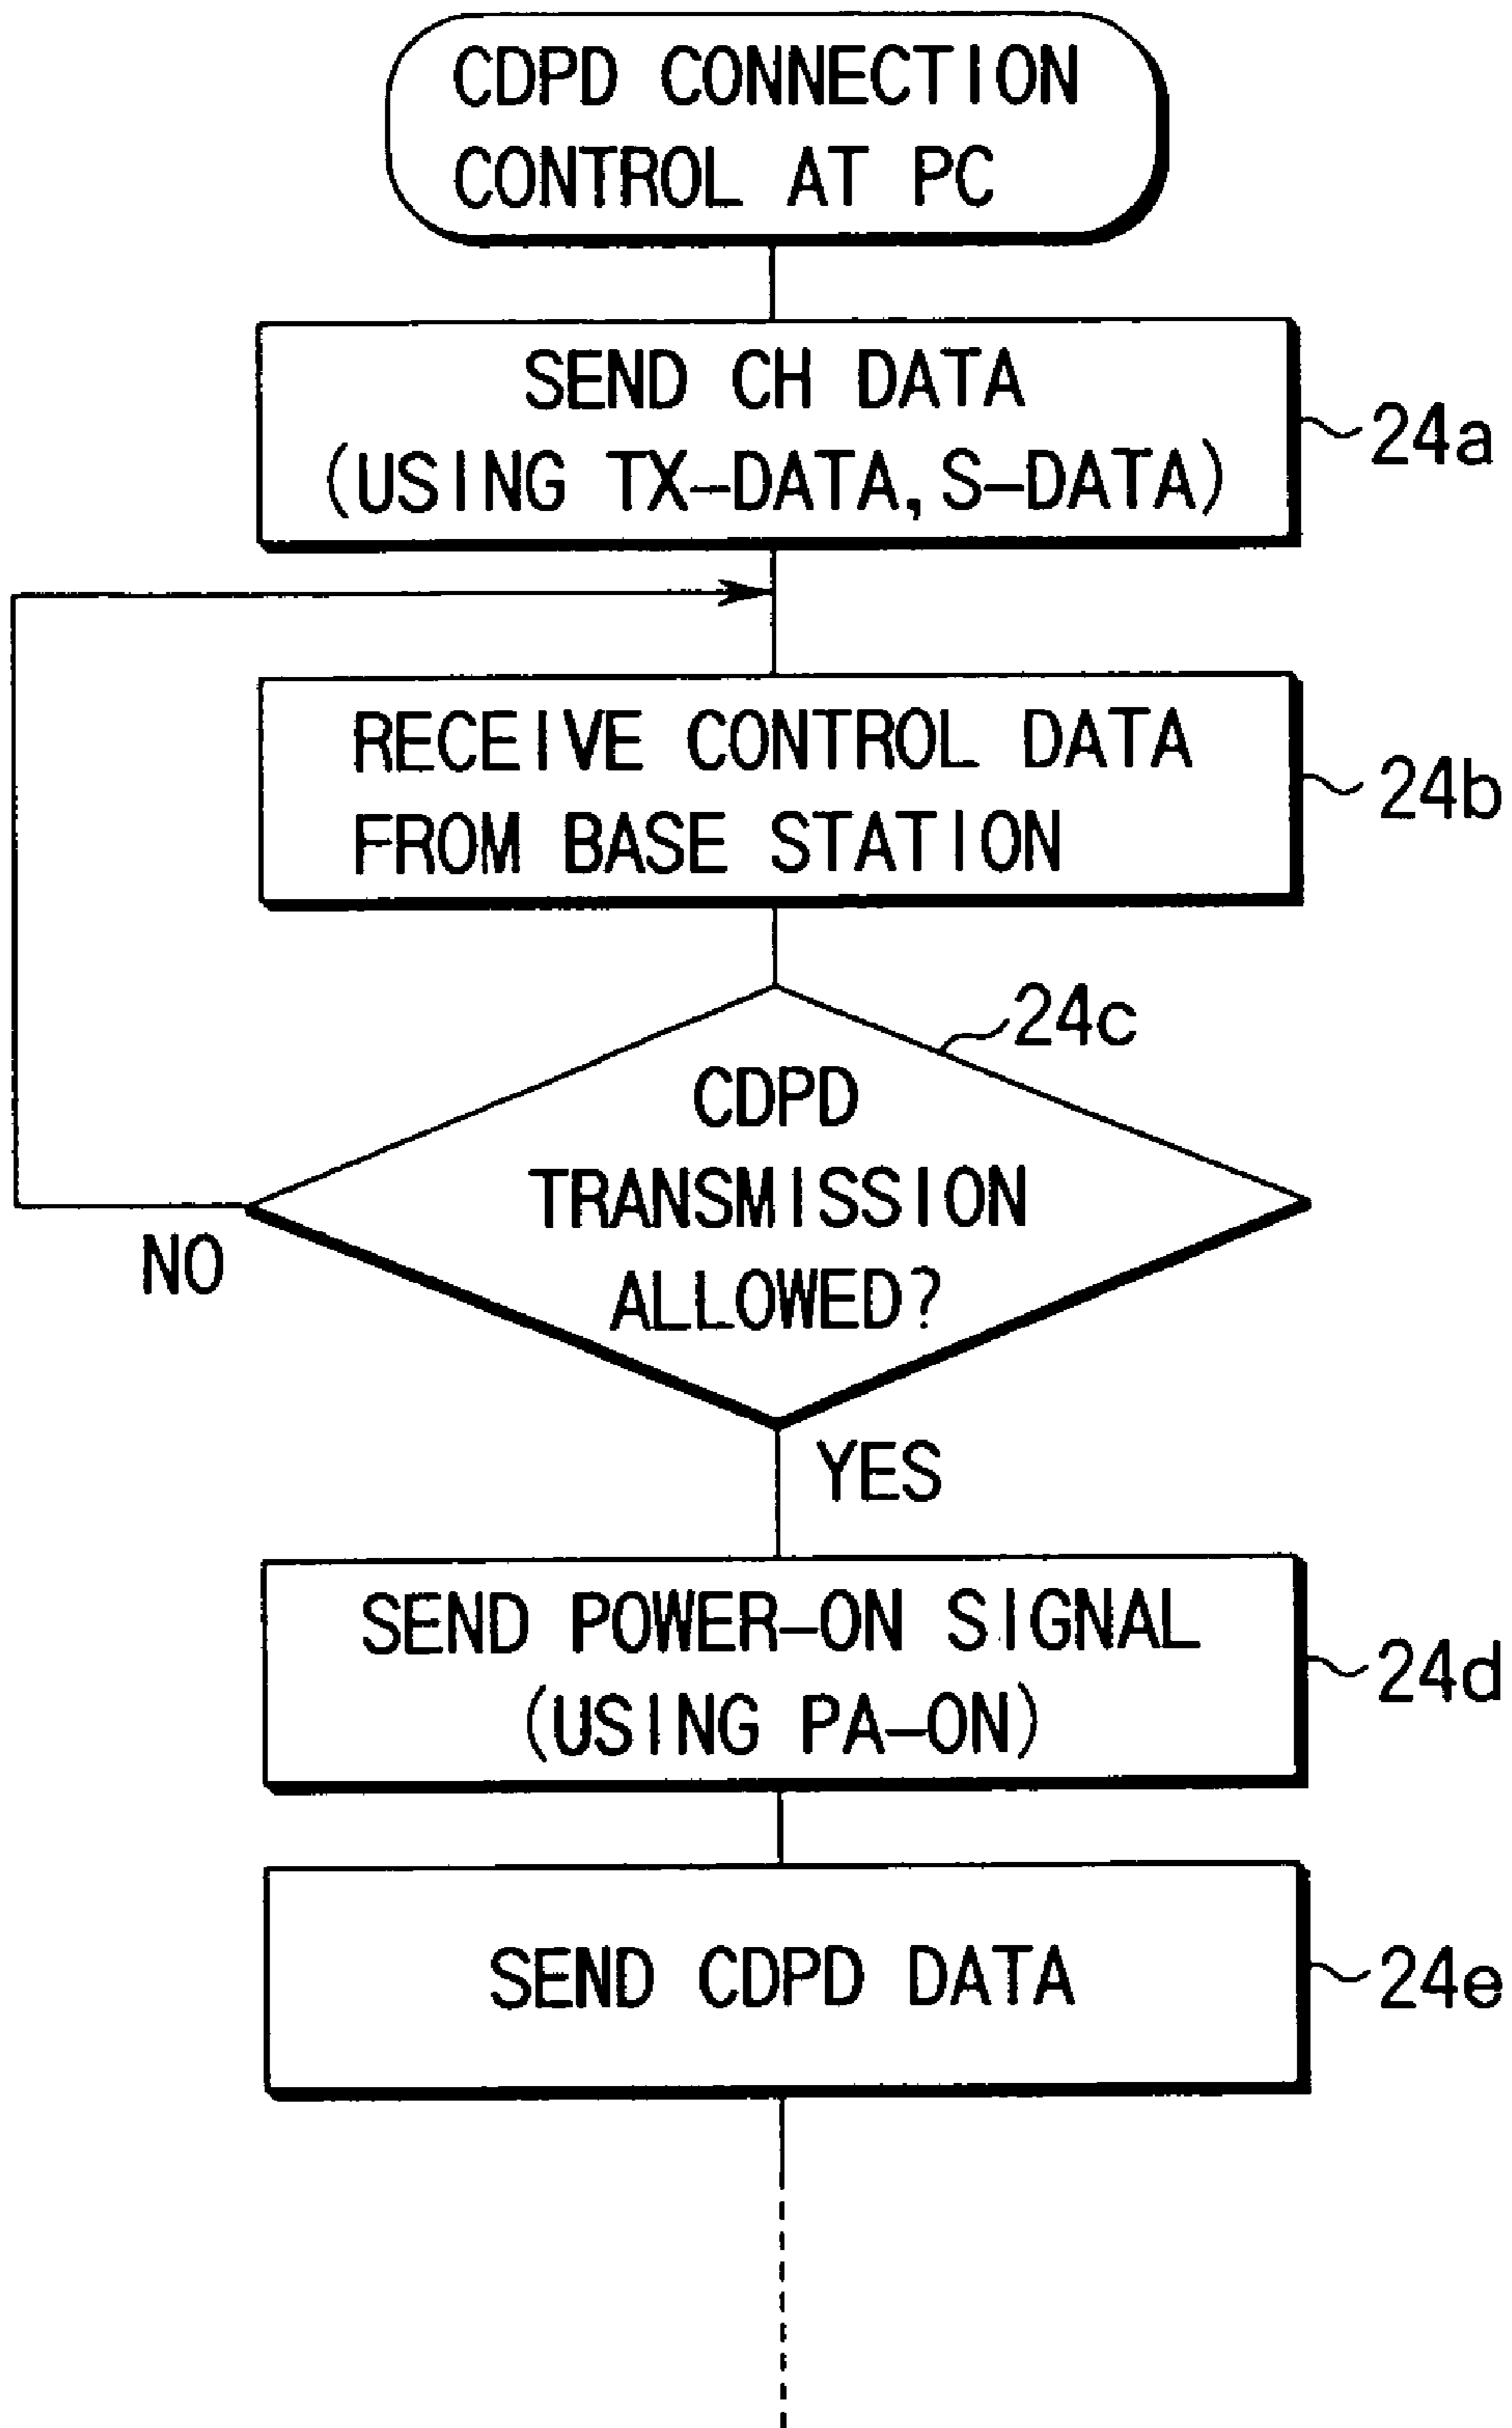 CDPD CONNECTION
CONTROL AT PC
SEND CH DATA
(USING TX-DATA, S-DATA)
24a
RECEIVE CONTROL DATA
FROM BASE STATION
24b
24c
CDPD
TRANSMISSION
ALLOWED?
NO
YES
SEND POWER-ON SIGNAL
(USING PA-ON)
24d
SEND CDPD DATA
24e